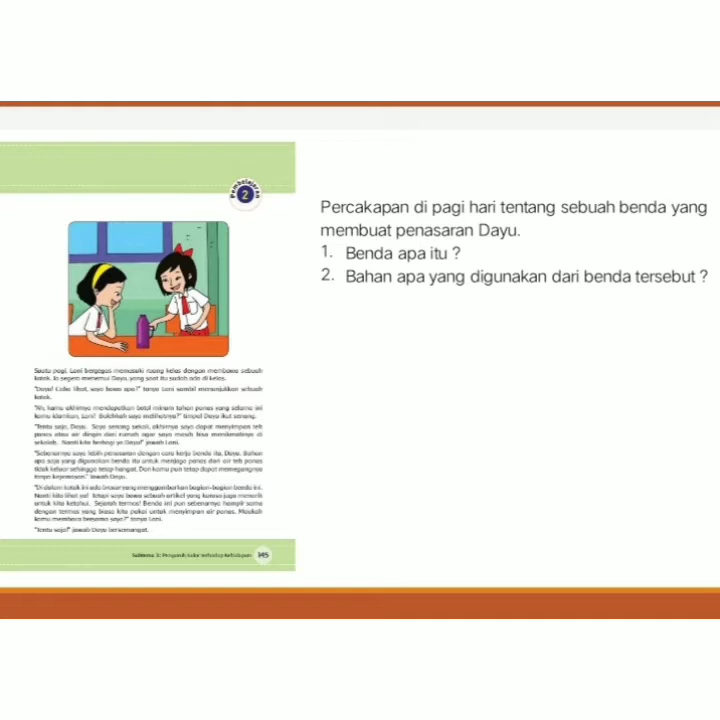 Pembelajaran
2
Suatu pagi, Lani bergegas memasuki ruang kelas dengan membawa sebuah
kotak. Ia segera menemui Dayu, yang saat itu sudah ada di kelas.
"Dayu! Coba lihat, saya bawa apa?" tanya Lani sambil menunjukkan sebuah
kotak.
"Ah, kamu akhirnya mendapatkan botol minum tahan panas yang selama ini
kamu idamkan, Lani! Bolehkah saya melihatnya?" timpal Dayu ikut senang.
"Tentu saja, Dayu. Saya senang sekali, akhirnya saya dapat menyimpan teh
panas atau air dingin dari rumah agar saya masih bisa menikmatinya di
sekolah. Nanti kita berbagi ya Dayu!" jawab Lani.
"Sebenarnya saya lebih penasaran dengan cara kerja benda itu, Dayu. Bahan
apa saja yang digunakan benda itu untuk menjaga panas dari air teh panas
tidak keluar sehingga tetap hangat. Dan kamu pun tetap dapat memegangnya
tanpa kepanasan." Jawab Dayu.
"Di dalam kotak ini ada brosur yang menggambarkan bagian-bagian benda ini.
Nanti kita lihat ya! Tetapi saya bawa sebuah artikel yang kurasa juga menarik
untuk kita ketahui. Sejarah termos! Benda ini pun sebenarnya hampir sama
dengan termos yang biasa kita pakai untuk menyimpan air panas. Maukah
kamu membaca bersama saya?" tanya Lani.
"Tentu saja!" jawab Dayu bersemangat.
Subtema 3: Pengaruh Kalor terhadap Kehidupan 145
Percakapan di pagi hari tentang sebuah benda yang
membuat penasaran Dayu.
1. Benda apa itu ?
2. Bahan apa yang digunakan dari benda tersebut ?